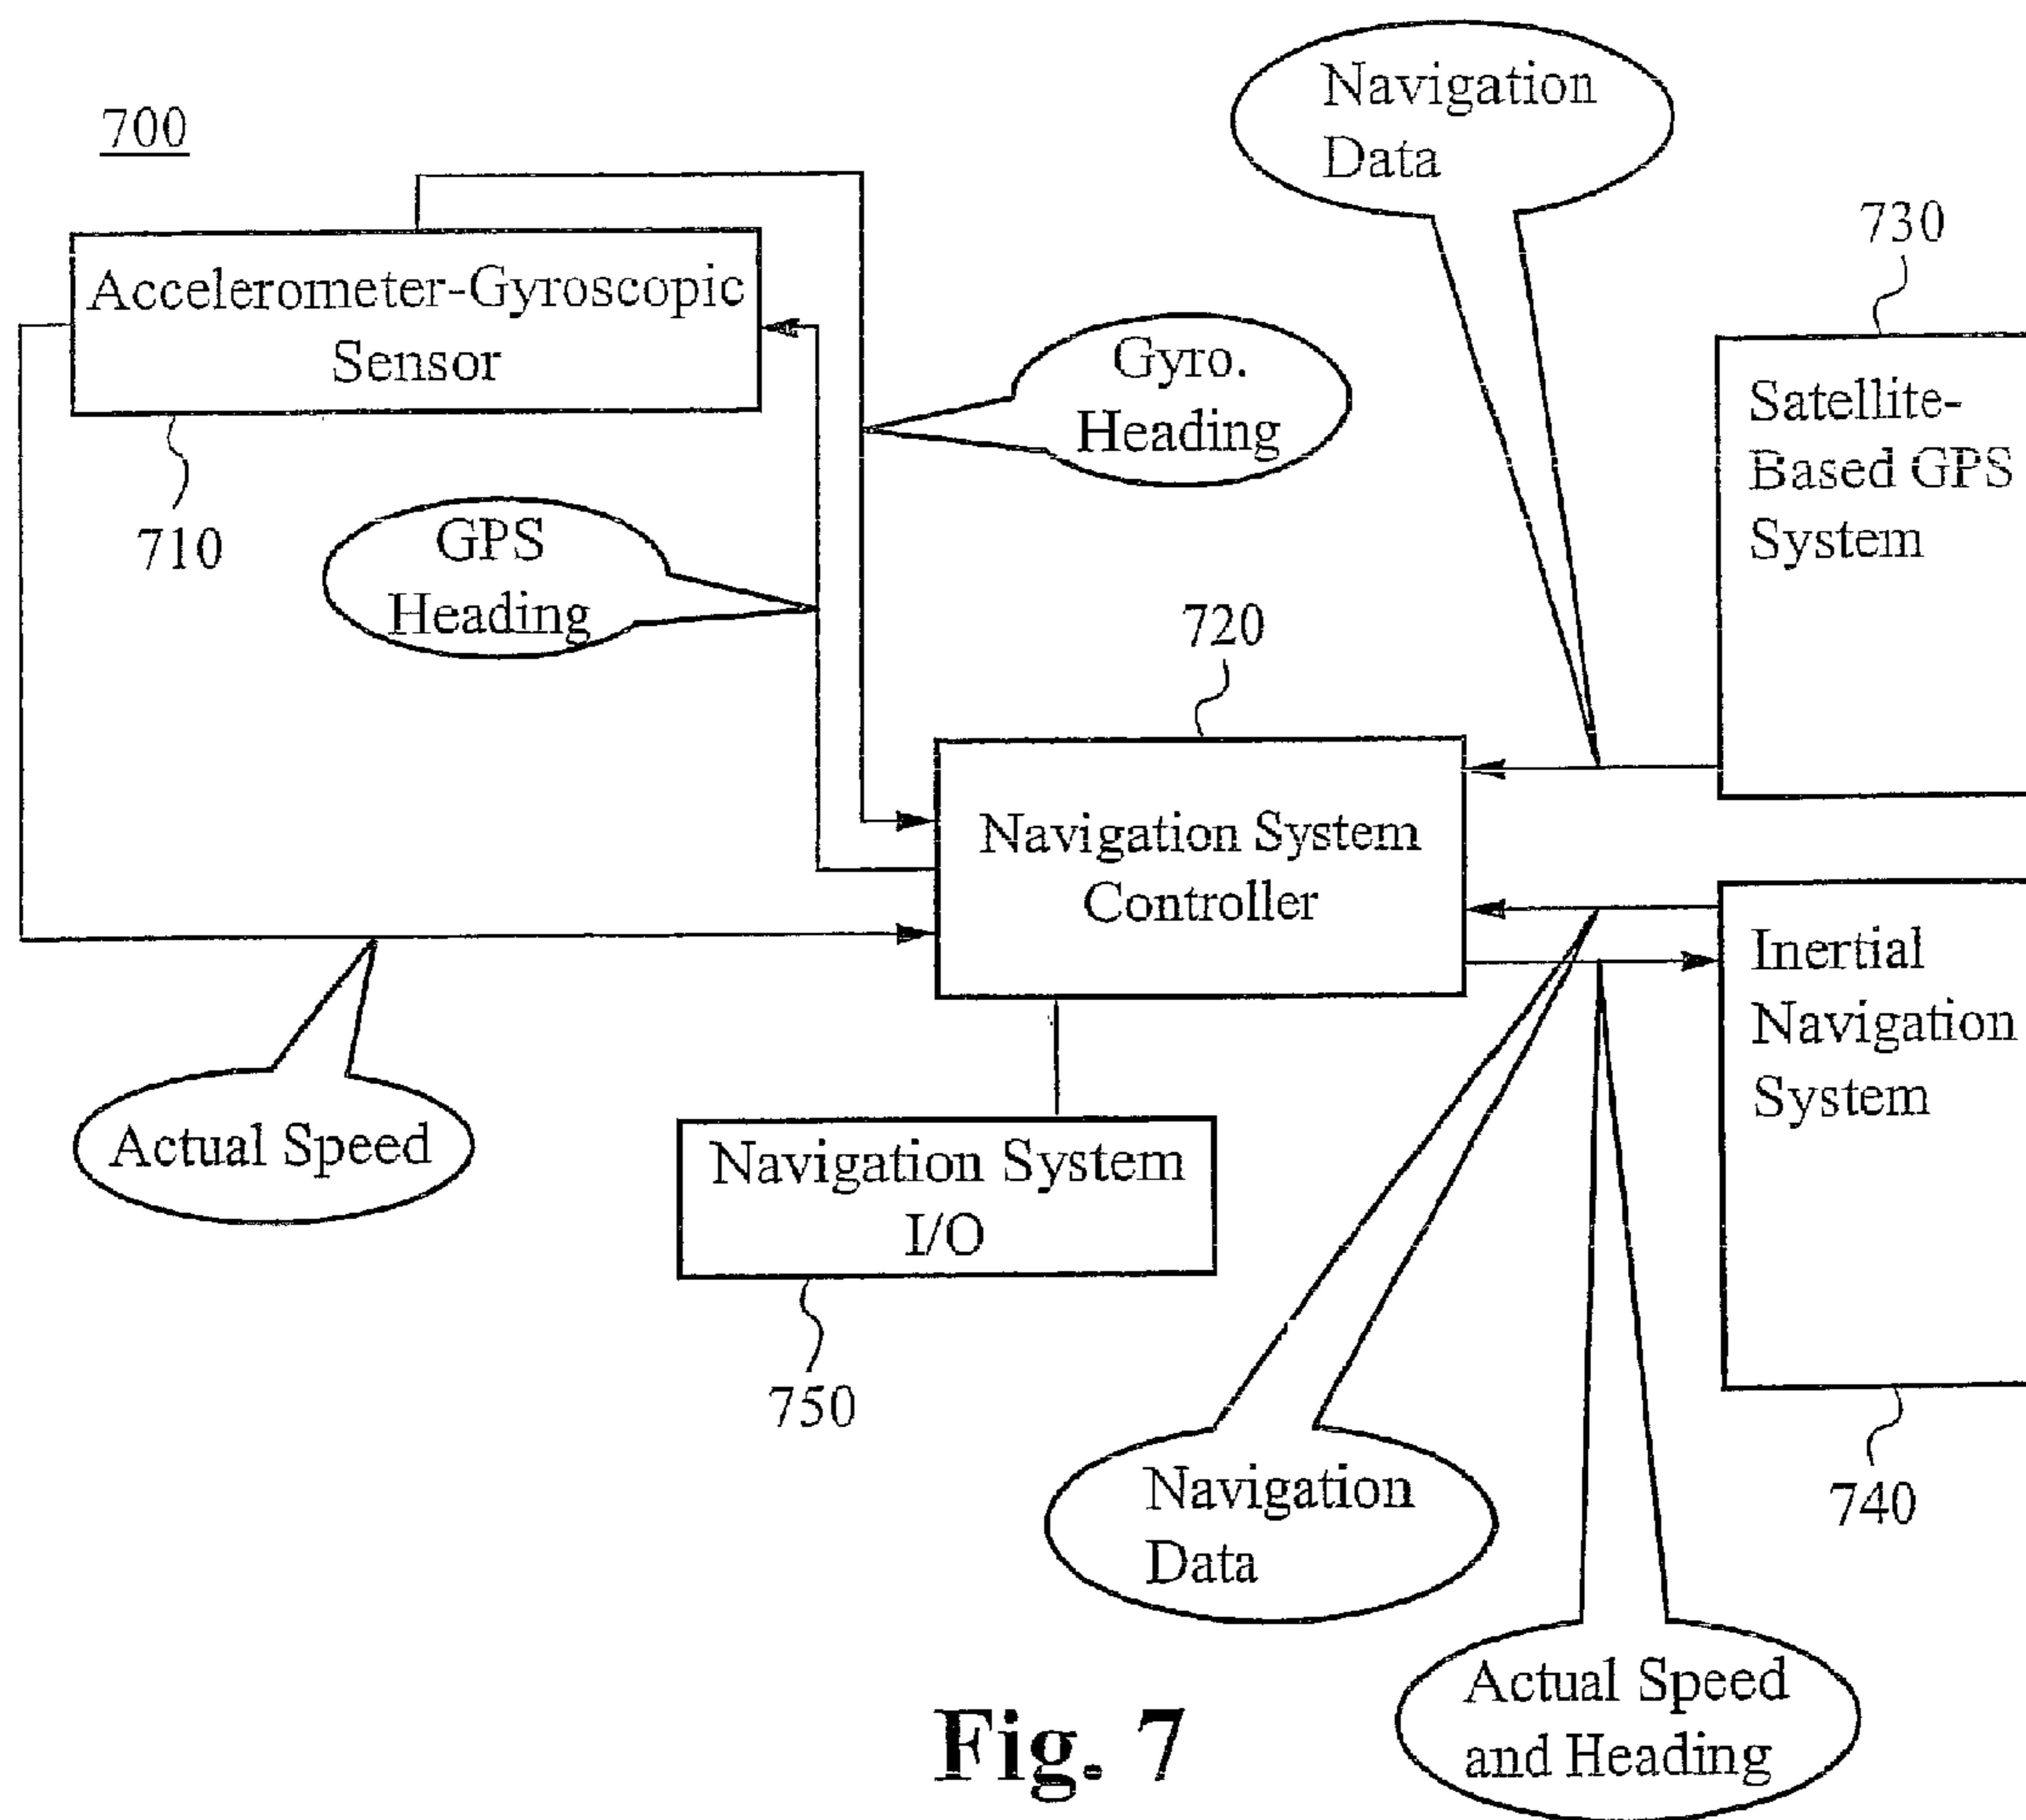 700
Navigation
Data
730
Accelerometer-Gyroscopic
Sensor
710
Gyro.
Heading
GPS
Heading
Satellite-
Based GPS
System
720
Navigation System
Controller
Inertial
Navigation
System
Actual Speed
Navigation System
I/O
750
Navigation
Data
740
Actual Speed
and Heading
Fig. 7